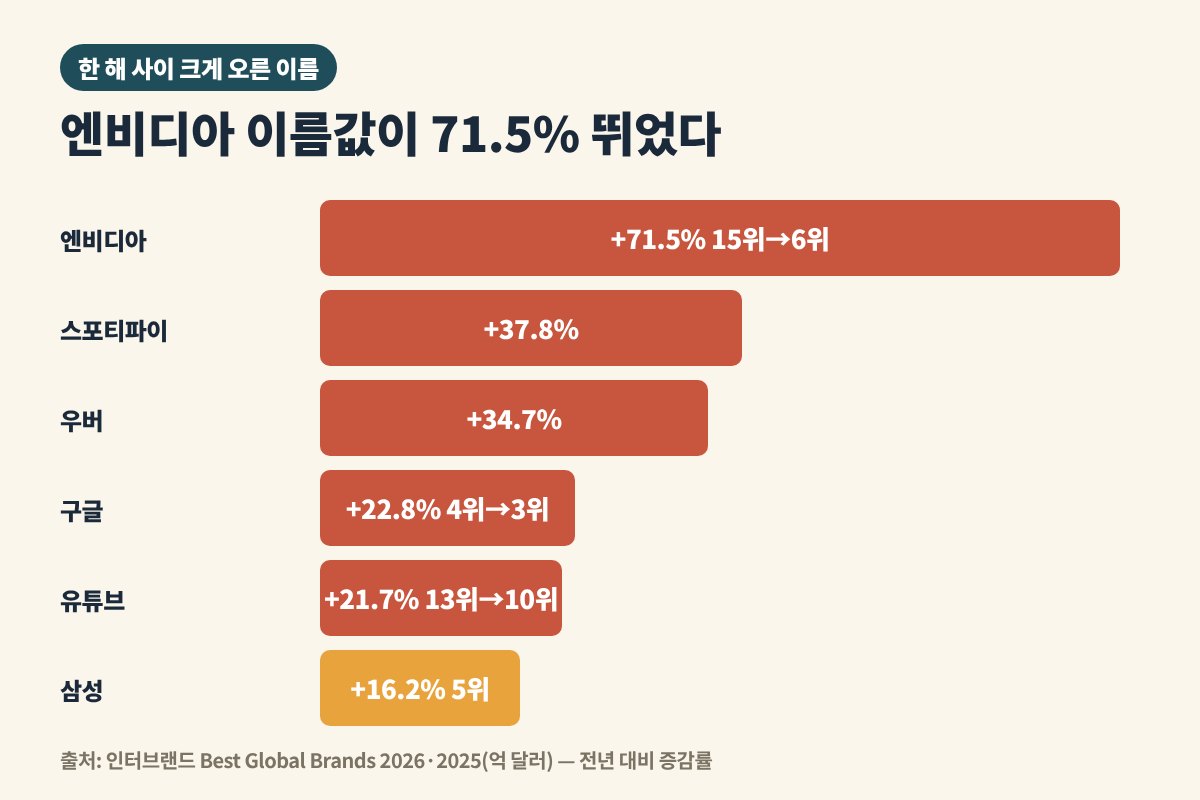 한 해 사이 크게 오른 이름
엔비디아 이름값이 71.5% 뛰었다
엔비디아
+71.5% 15위→6위
스포티파이
+37.8%
우버
+34.7%
구글
+22.8% 4위→3위
유튜브
+21.7% 13위→10위
삼성
+16.2% 5위
출처: 인터브랜드 Best Global Brands 2026·2025(억 달러) — 전년 대비 증감률